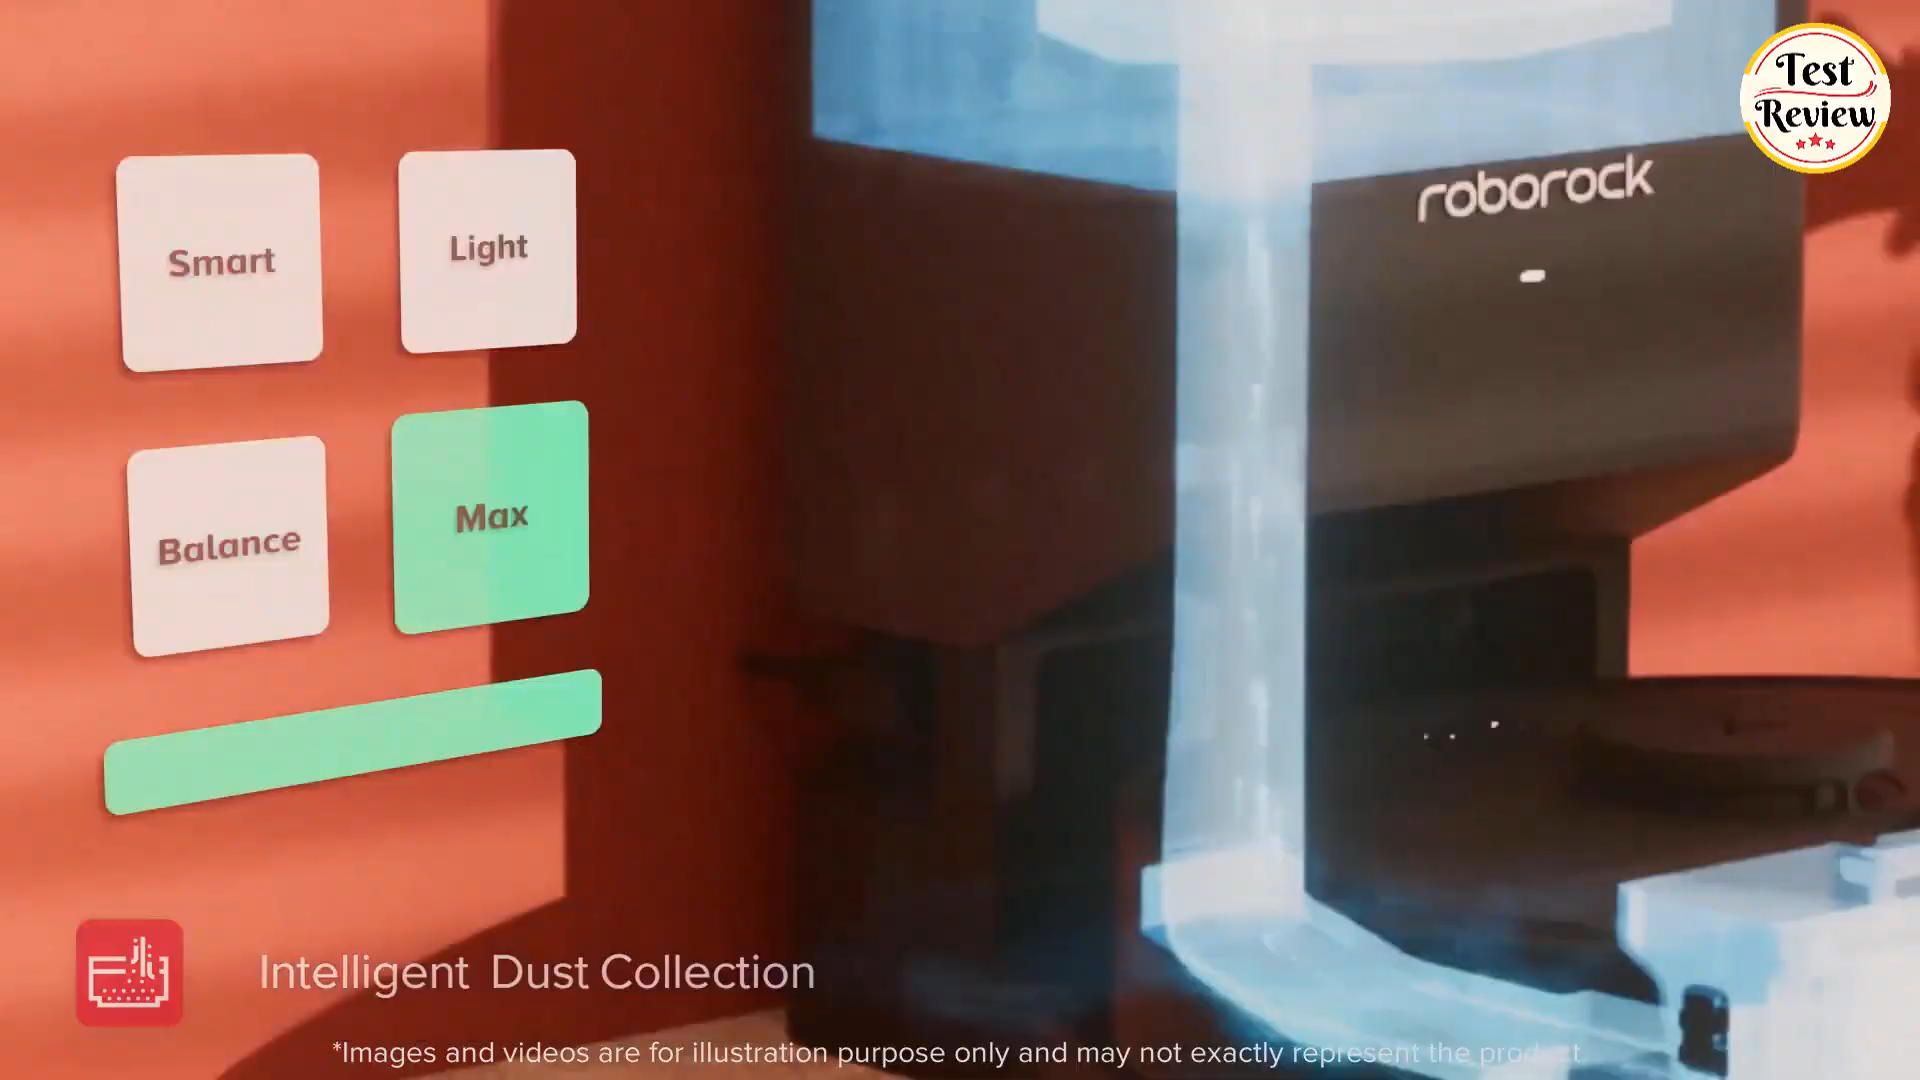 Test
Review
roborock
Smart
Light
Balance
Max
Intelligent Dust Collection
*Images and videos are for illustration purpose only and may not exactly represent the product